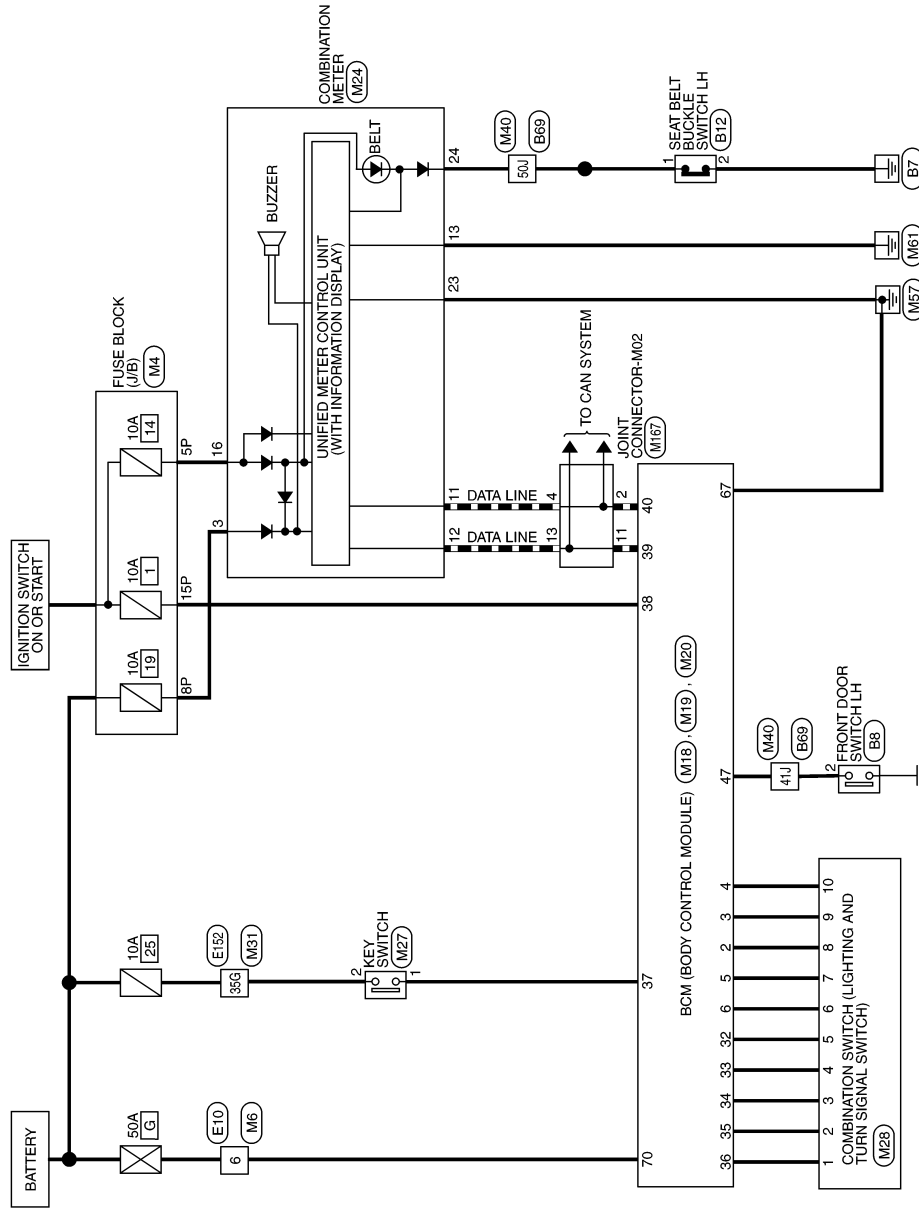 BATTERY
IGNITION SWITCH
ON OR START
50A
G
10A
25
10A
19
10A
1
10A
14
FUSE BLOCK
(J/B)
M4
8P
15P
5P
6
E10
M6
35G
E152
M31
2
KEY
SWITCH
M27
1
3
16
BUZZER
COMBINATION
METER
M24
UNIFIED METER CONTROL UNIT
(WITH INFORMATION DISPLAY)
BELT
12
11
23
13
24
DATA LINE
DATA LINE
13
4
TO CAN SYSTEM
11
2
JOINT
CONNECTOR-M02
M167
50J
M40
B69
1
SEAT BELT
BUCKLE
SWITCH LH
B12
2
70
37
38
39
40
BCM (BODY CONTROL MODULE) M18 , M19 , M20
36
35
34
33
32
6
5
2
3
4
47
67
1
2
3
4
5
6
7
8
9
10
COMBINATION SWITCH (LIGHTING AND
TURN SIGNAL SWITCH)
M28
41J
M40
B69
2
FRONT DOOR
SWITCH LH
B8
M57
M61
B7